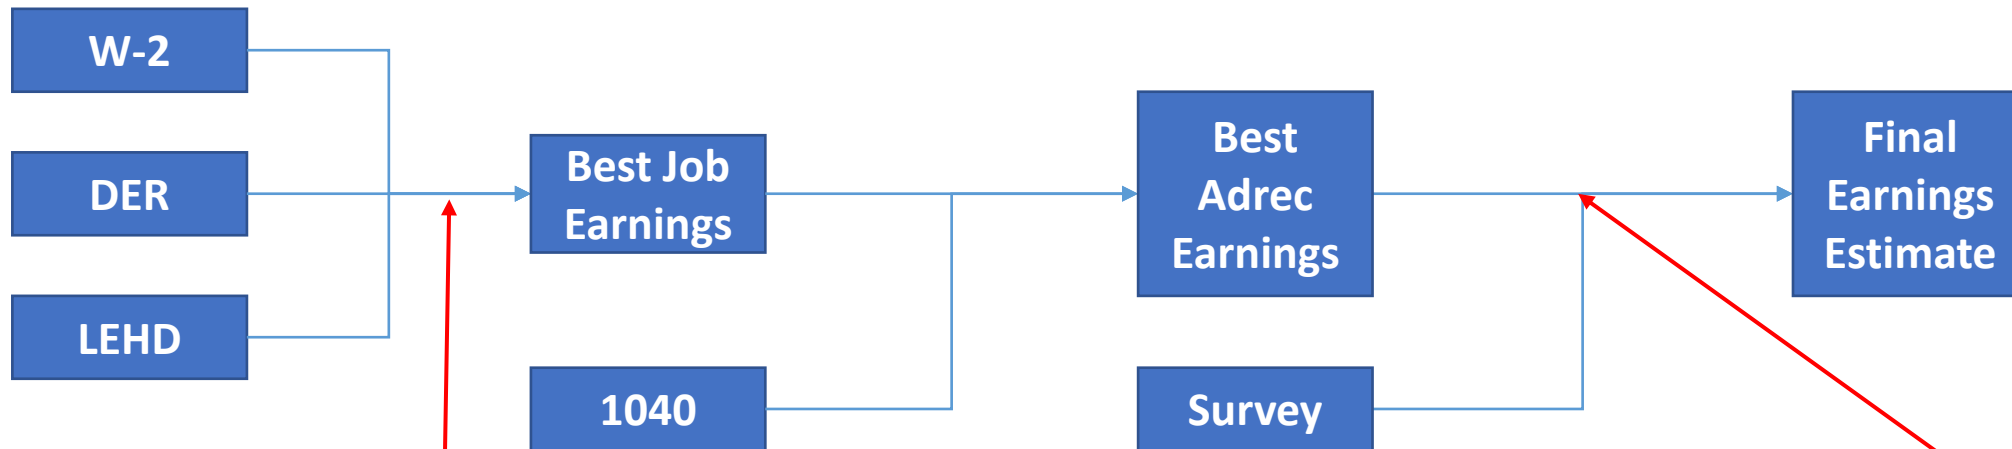 W-2
DER
LEHD
Best Job
Earnings
1040
Best
Adrec
Earnings
Survey
Final
Earnings
Estimate